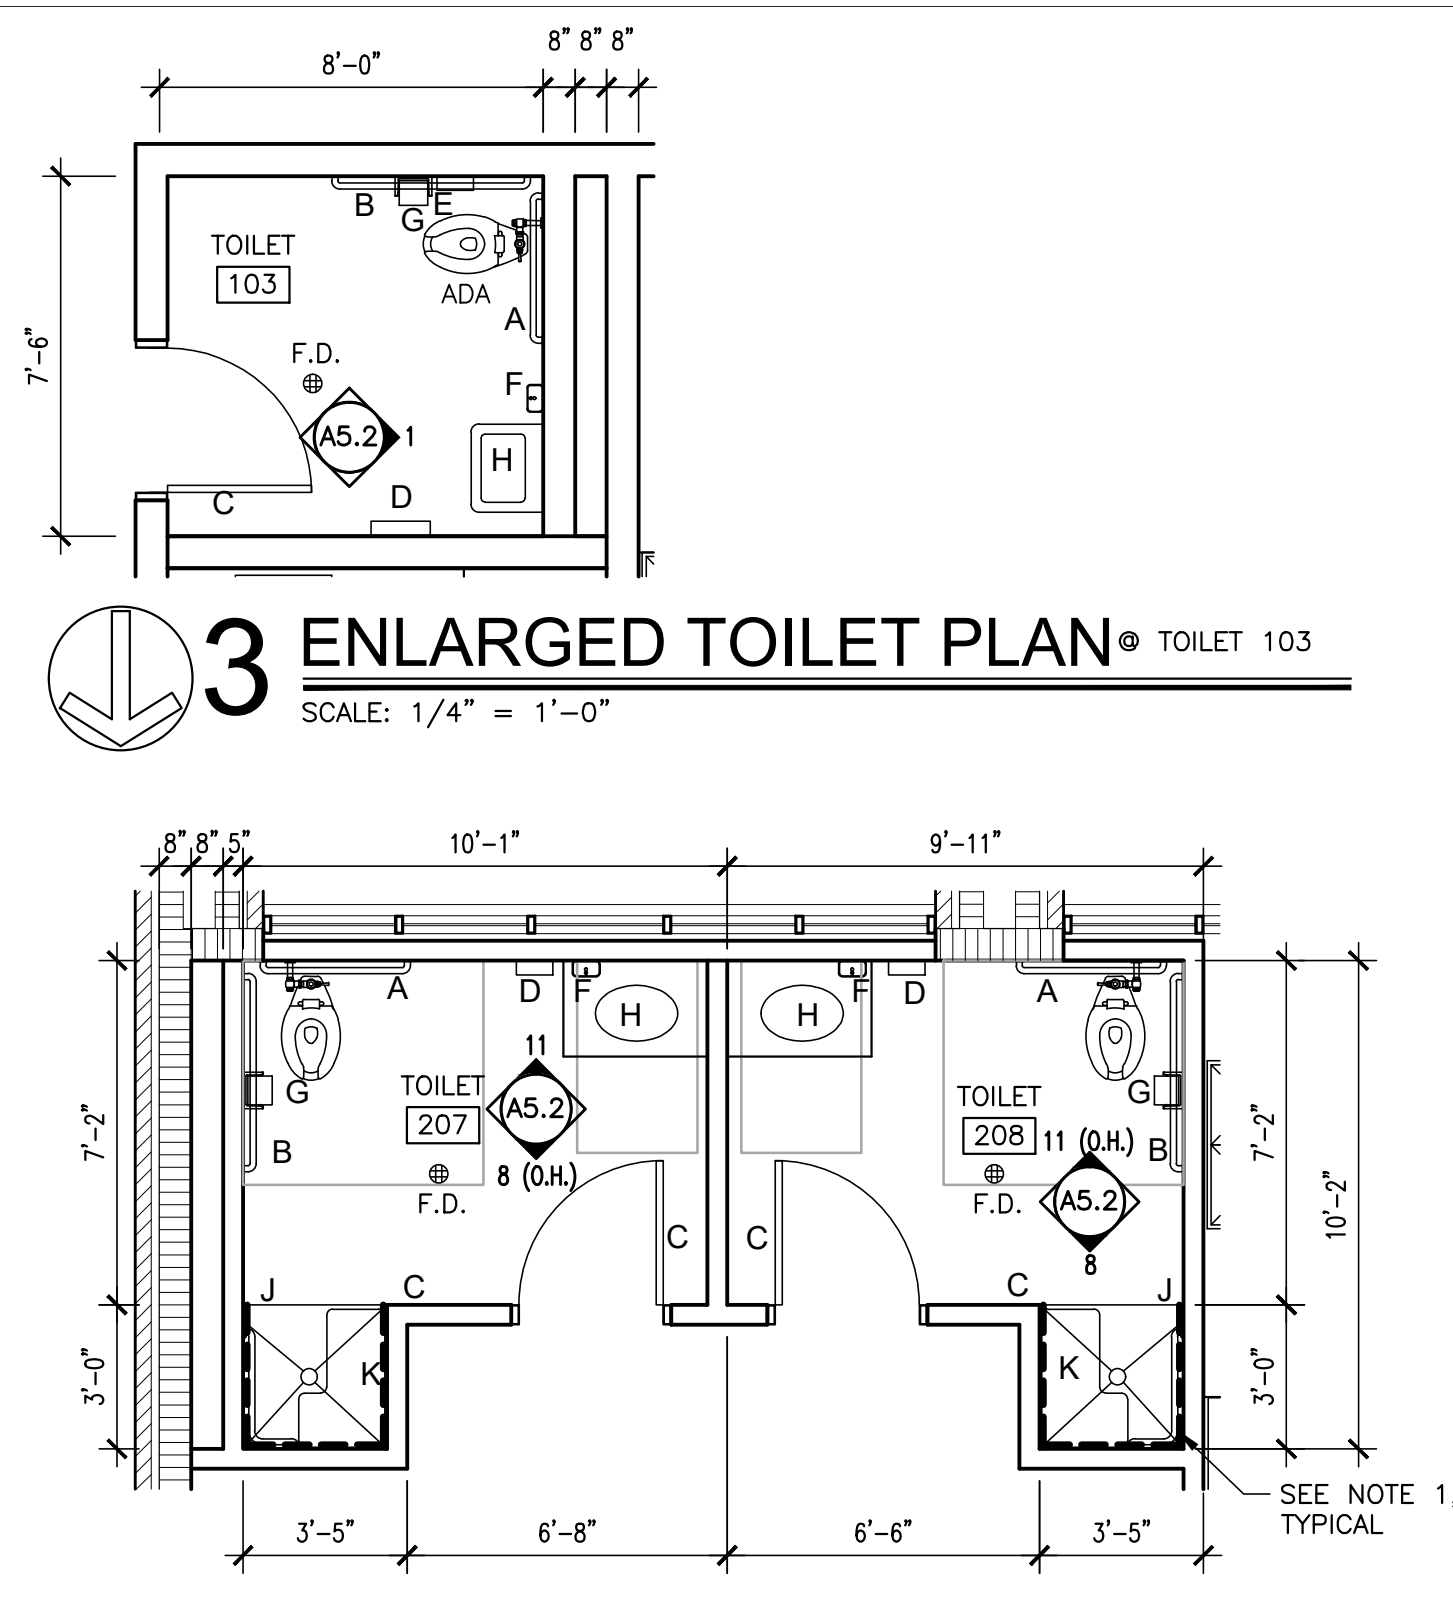 8'-0"
8" 8" 8"
7'-6"
B
G
E
TOILET
103
ADA
A
F.D.
F
A5.2
1
H
C
D
3 ENLARGED TOILET PLAN @ TOILET 103
SCALE: 1/4" = 1'-0"
8" 8" 5" 10'-1" 9'-11"
A D F H H F D A
11
G
TOILET
207
A5.2
8 (O.H.)
B
F.D.
TOILET
208
G
11 (O.H.)
B
F.D.
A5.2
8
7'-2"
7'-2"
10'-2"
C C
J C C J
K K
3'-0"
3'-0"
SEE NOTE 1,
TYPICAL
3'-5" 6'-8" 6'-6" 3'-5"